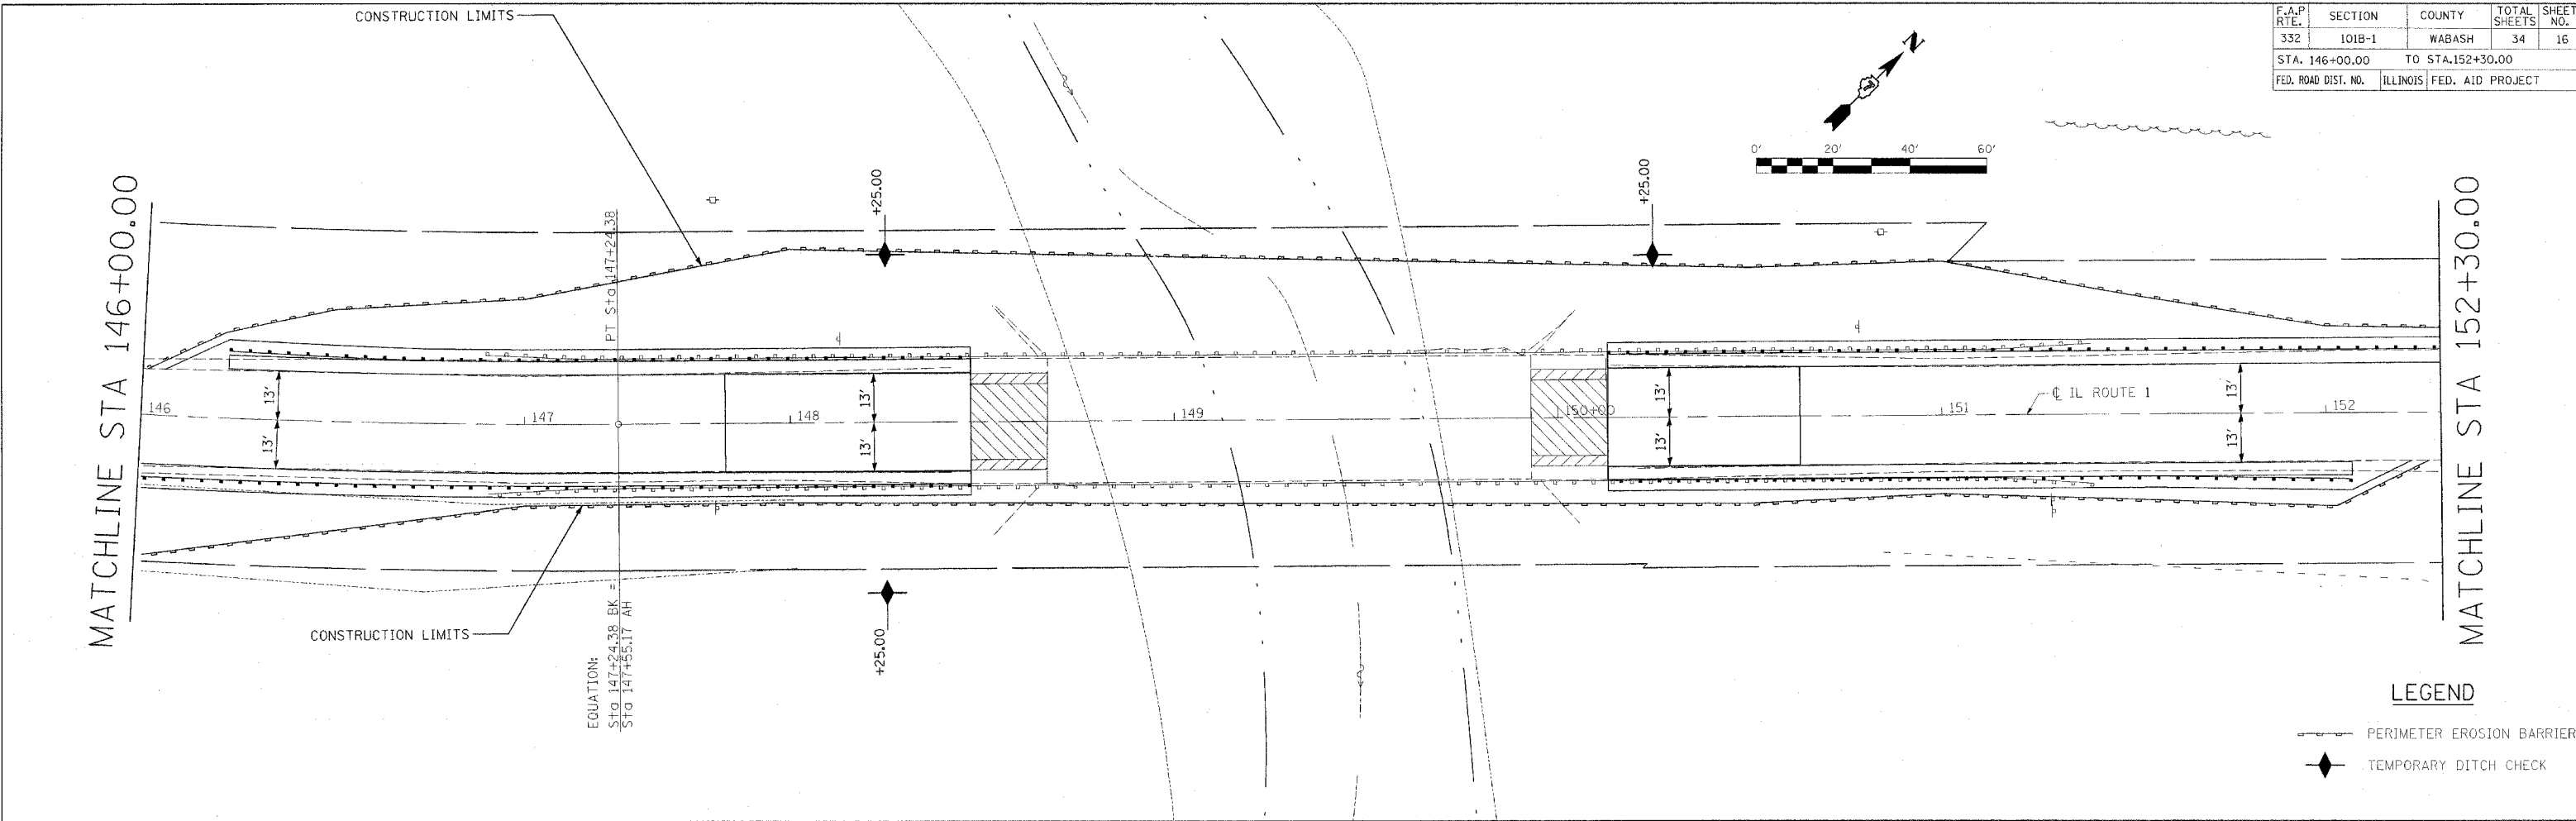 CONSTRUCTION LIMITS
F.A.P RTE. SECTION COUNTY TOTAL SHEETS SHEET NO.
332 101B-1 WABASH 34 16
STA. 146+00.00 TO STA.152+30.00
FED. ROAD DIST. NO. ILLINOIS FED. AID PROJECT
N
0' 20' 40' 60'
MATCHLINE STA 146+00.00
PT Sta 147+24.38
+25.00
+25.00
MATCHLINE STA 152+30.00
13' 13' 13' 13'
146 147 148 149 150+00 151 152
℄ IL ROUTE 1
13' 13' 13' 13'
CONSTRUCTION LIMITS
EQUATION:
Sta 147+24.38 BK =
Sta 147+55.17 AH
+25.00
LEGEND
PERIMETER EROSION BARRIER
TEMPORARY DITCH CHECK